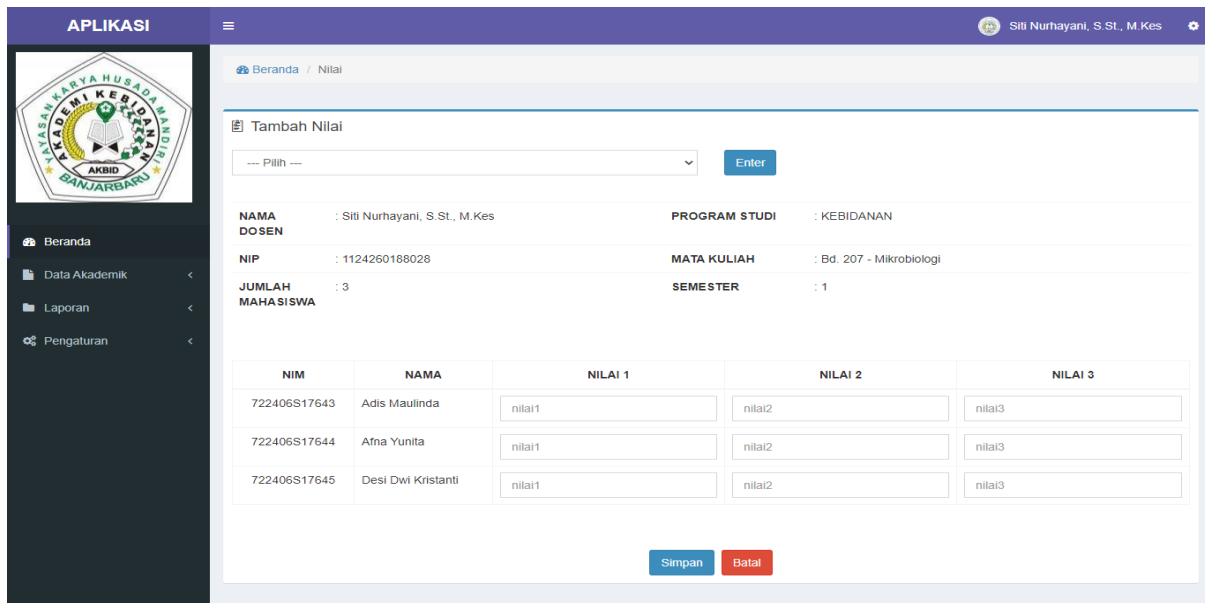 APLIKASI
Siti Nurhayani, S.St., M.Kes
YAYASAN KARYA HUSADA MANDIRI
AKADEMI KEBIDANAN
AKBID
BANJARBARU
Beranda
Data Akademik
Laporan
Pengaturan
Beranda / Nilai
Tambah Nilai
--- Pilih ---
Enter
NAMA DOSEN : Siti Nurhayani, S.St., M.Kes PROGRAM STUDI : KEBIDANAN
NIP : 1124260188028 MATA KULIAH : Bd. 207 - Mikrobiologi
JUMLAH MAHASISWA : 3 SEMESTER : 1
NIM NAMA NILAI 1 NILAI 2 NILAI 3
722406S17643 Adis Maulinda nilai1 nilai2 nilai3
722406S17644 Afna Yunita nilai1 nilai2 nilai3
722406S17645 Desi Dwi Kristanti nilai1 nilai2 nilai3
Simpan Batal